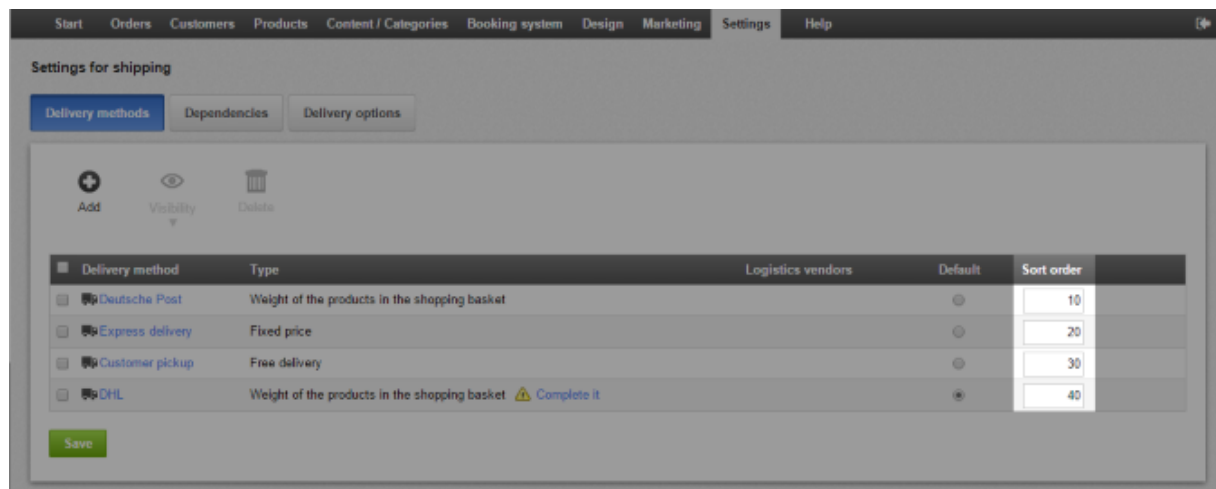 Start Orders Customers Products Content / Categories Booking system Design Marketing Settings Help
Settings for shipping
Delivery methods Dependencies Delivery options
Add Visibility Delete
Delivery method Type Logistics vendors Default Sort order
Deutsche Post Weight of the products in the shopping basket 10
Express delivery Fixed price 20
Customer pickup Free delivery 30
DHL Weight of the products in the shopping basket Complete it 40
Save